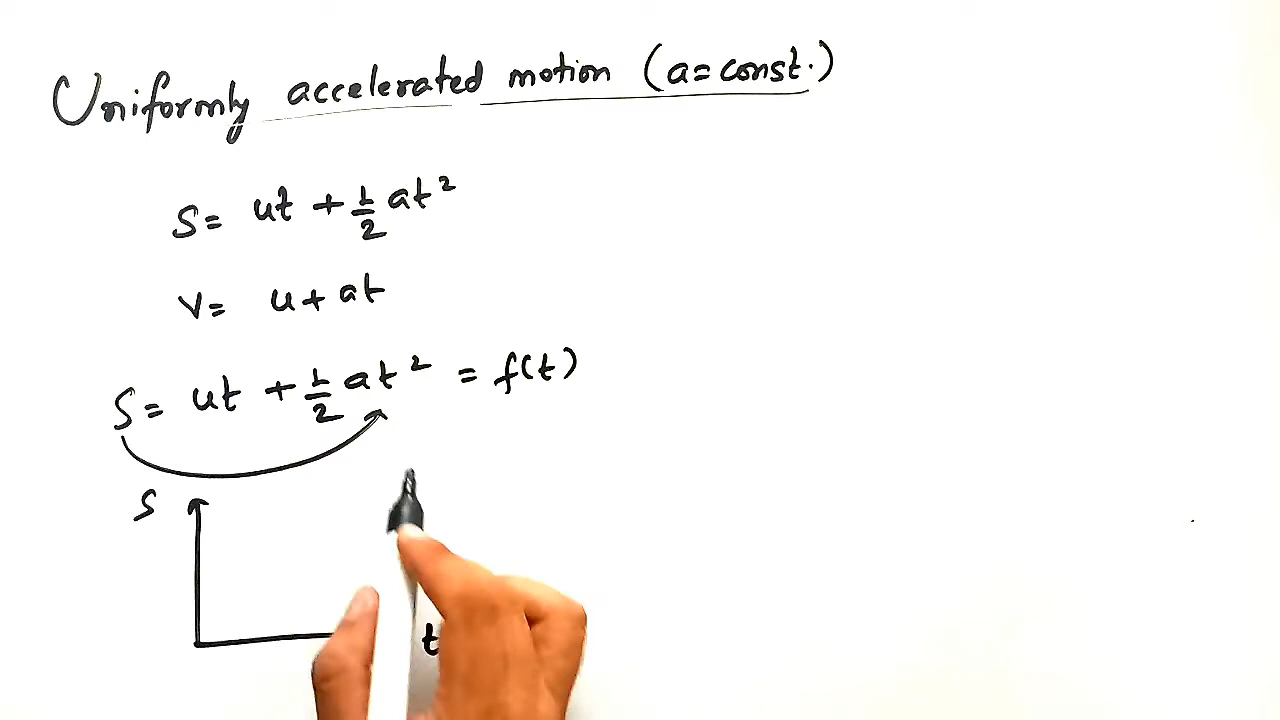 Uniformly accelerated motion (a=const.)
S= ut + 1/2 at²
V= u + at
S= ut + 1/2 at² = f(t)
S
t